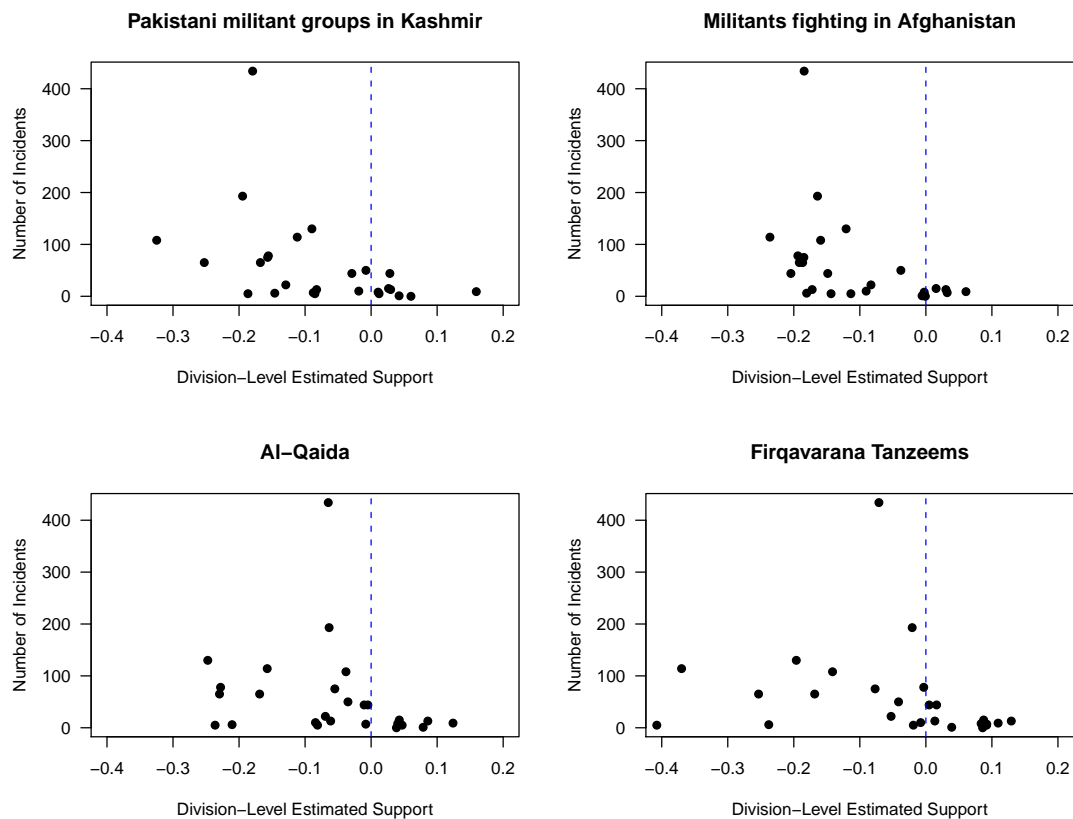 Pakistani militant groups in Kashmir
Number of Incidents
400
300
200
100
0
−0.4 −0.3 −0.2 −0.1 0.0 0.1 0.2
Division−Level Estimated Support
Militants fighting in Afghanistan
Number of Incidents
400
300
200
100
0
−0.4 −0.3 −0.2 −0.1 0.0 0.1 0.2
Division−Level Estimated Support
Al−Qaida
Number of Incidents
400
300
200
100
0
−0.4 −0.3 −0.2 −0.1 0.0 0.1 0.2
Division−Level Estimated Support
Firqavarana Tanzeems
Number of Incidents
400
300
200
100
0
−0.4 −0.3 −0.2 −0.1 0.0 0.1 0.2
Division−Level Estimated Support